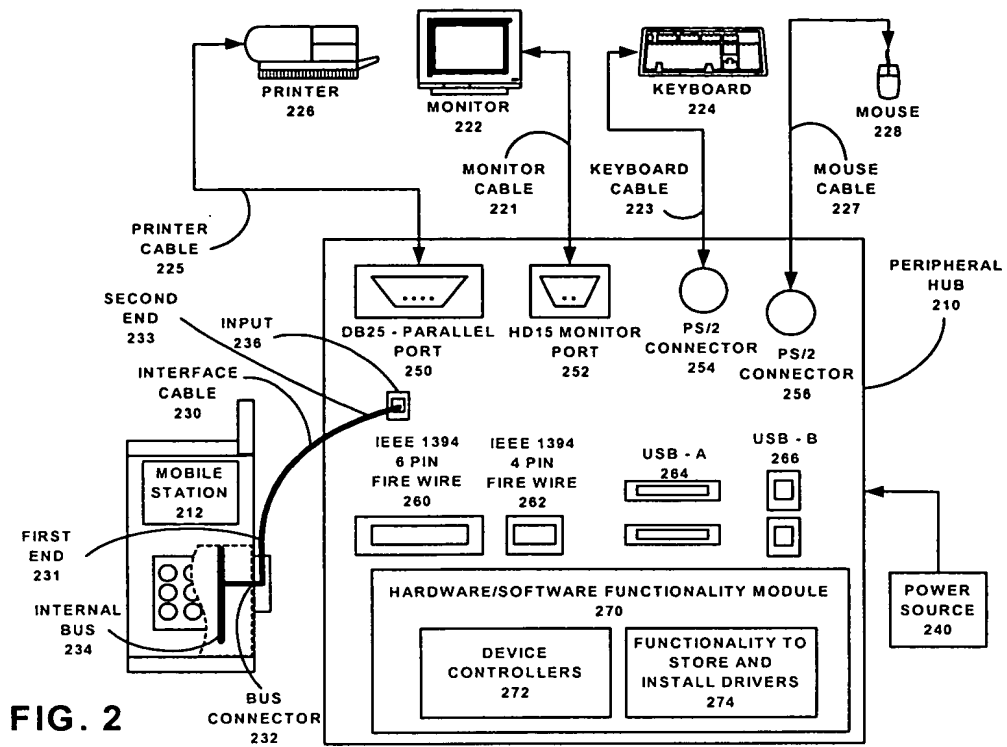 PRINTER
226
MONITOR
222
KEYBOARD
224
MOUSE
228
MONITOR
CABLE
221
KEYBOARD
CABLE
223
MOUSE
CABLE
227
PRINTER
CABLE
225
PERIPHERAL
HUB
210
SECOND
END
233
INPUT
236
DB25 - PARALLEL
PORT
250
HD15 MONITOR
PORT
252
PS/2
CONNECTOR
254
PS/2
CONNECTOR
256
INTERFACE
CABLE
230
IEEE 1394
6 PIN
FIRE WIRE
260
IEEE 1394
4 PIN
FIRE WIRE
262
USB - A
264
USB - B
266
MOBILE
STATION
212
FIRST
END
231
INTERNAL
BUS
234
BUS
CONNECTOR
232
HARDWARE/SOFTWARE FUNCTIONALITY MODULE
270
DEVICE
CONTROLLERS
272
FUNCTIONALITY TO
STORE AND
INSTALL DRIVERS
274
POWER
SOURCE
240
FIG. 2